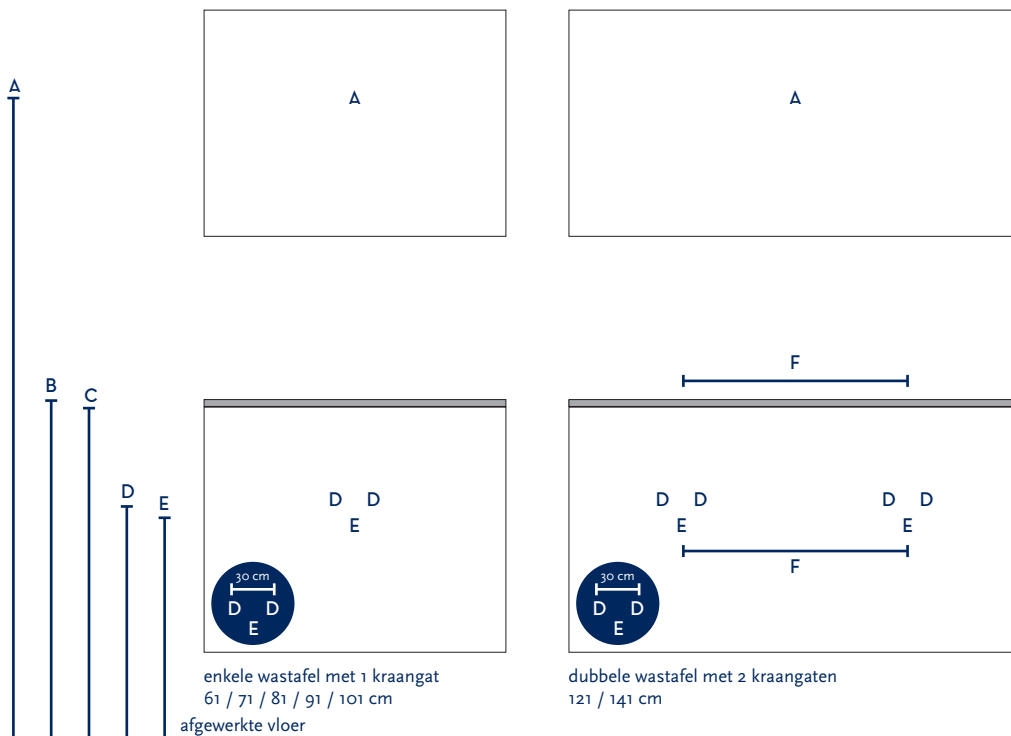 A
A
A
B
C
F
D
E
D D
E
D D
E
D D
E
F
30 cm
D D
E
30 cm
D D
E
enkele wastafel met 1 kraangat
61 / 71 / 81 / 91 / 101 cm
dubbele wastafel met 2 kraangaten
121 / 141 cm
afgewerkte vloer